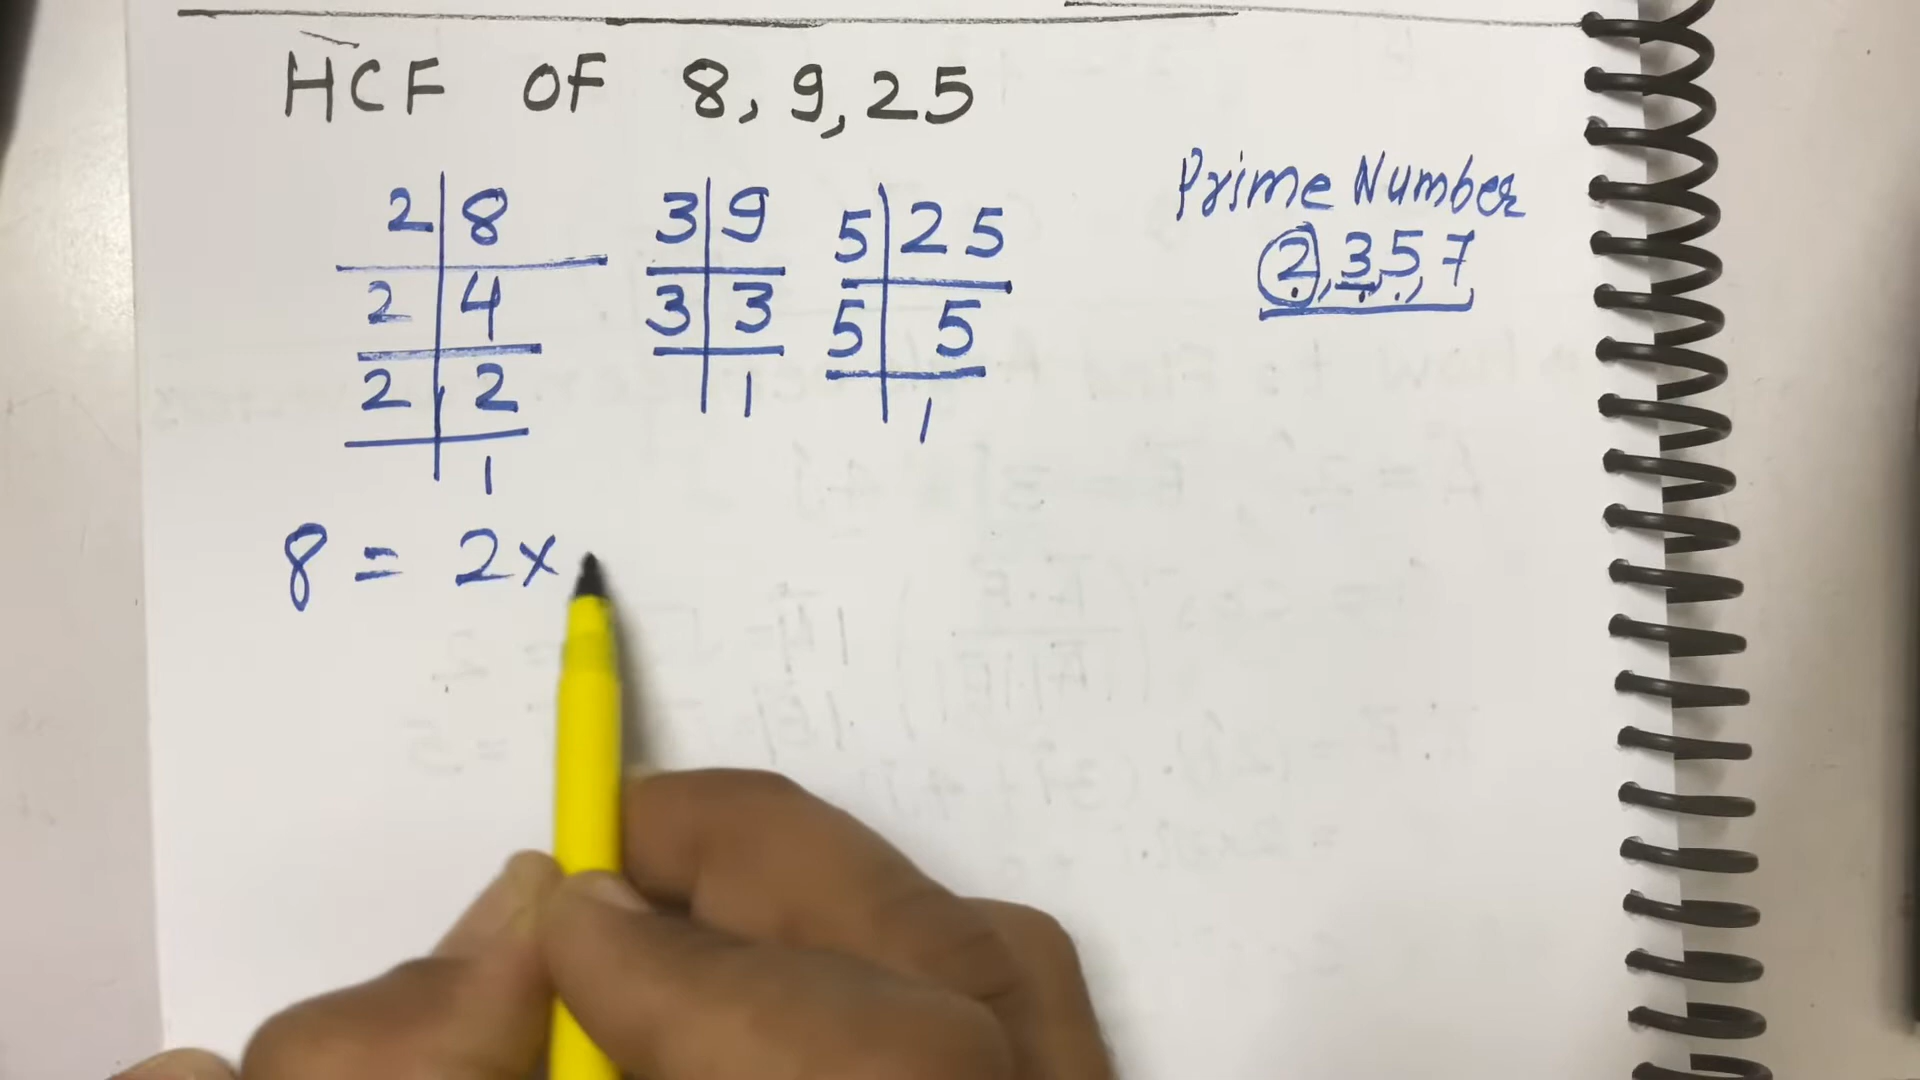 HCF OF 8, 9, 25
Prime Number
2, 3, 5, 7
2 8
2 4
2 2
1
3 9
3 3
1
5 25
5 5
1
8 = 2 ×